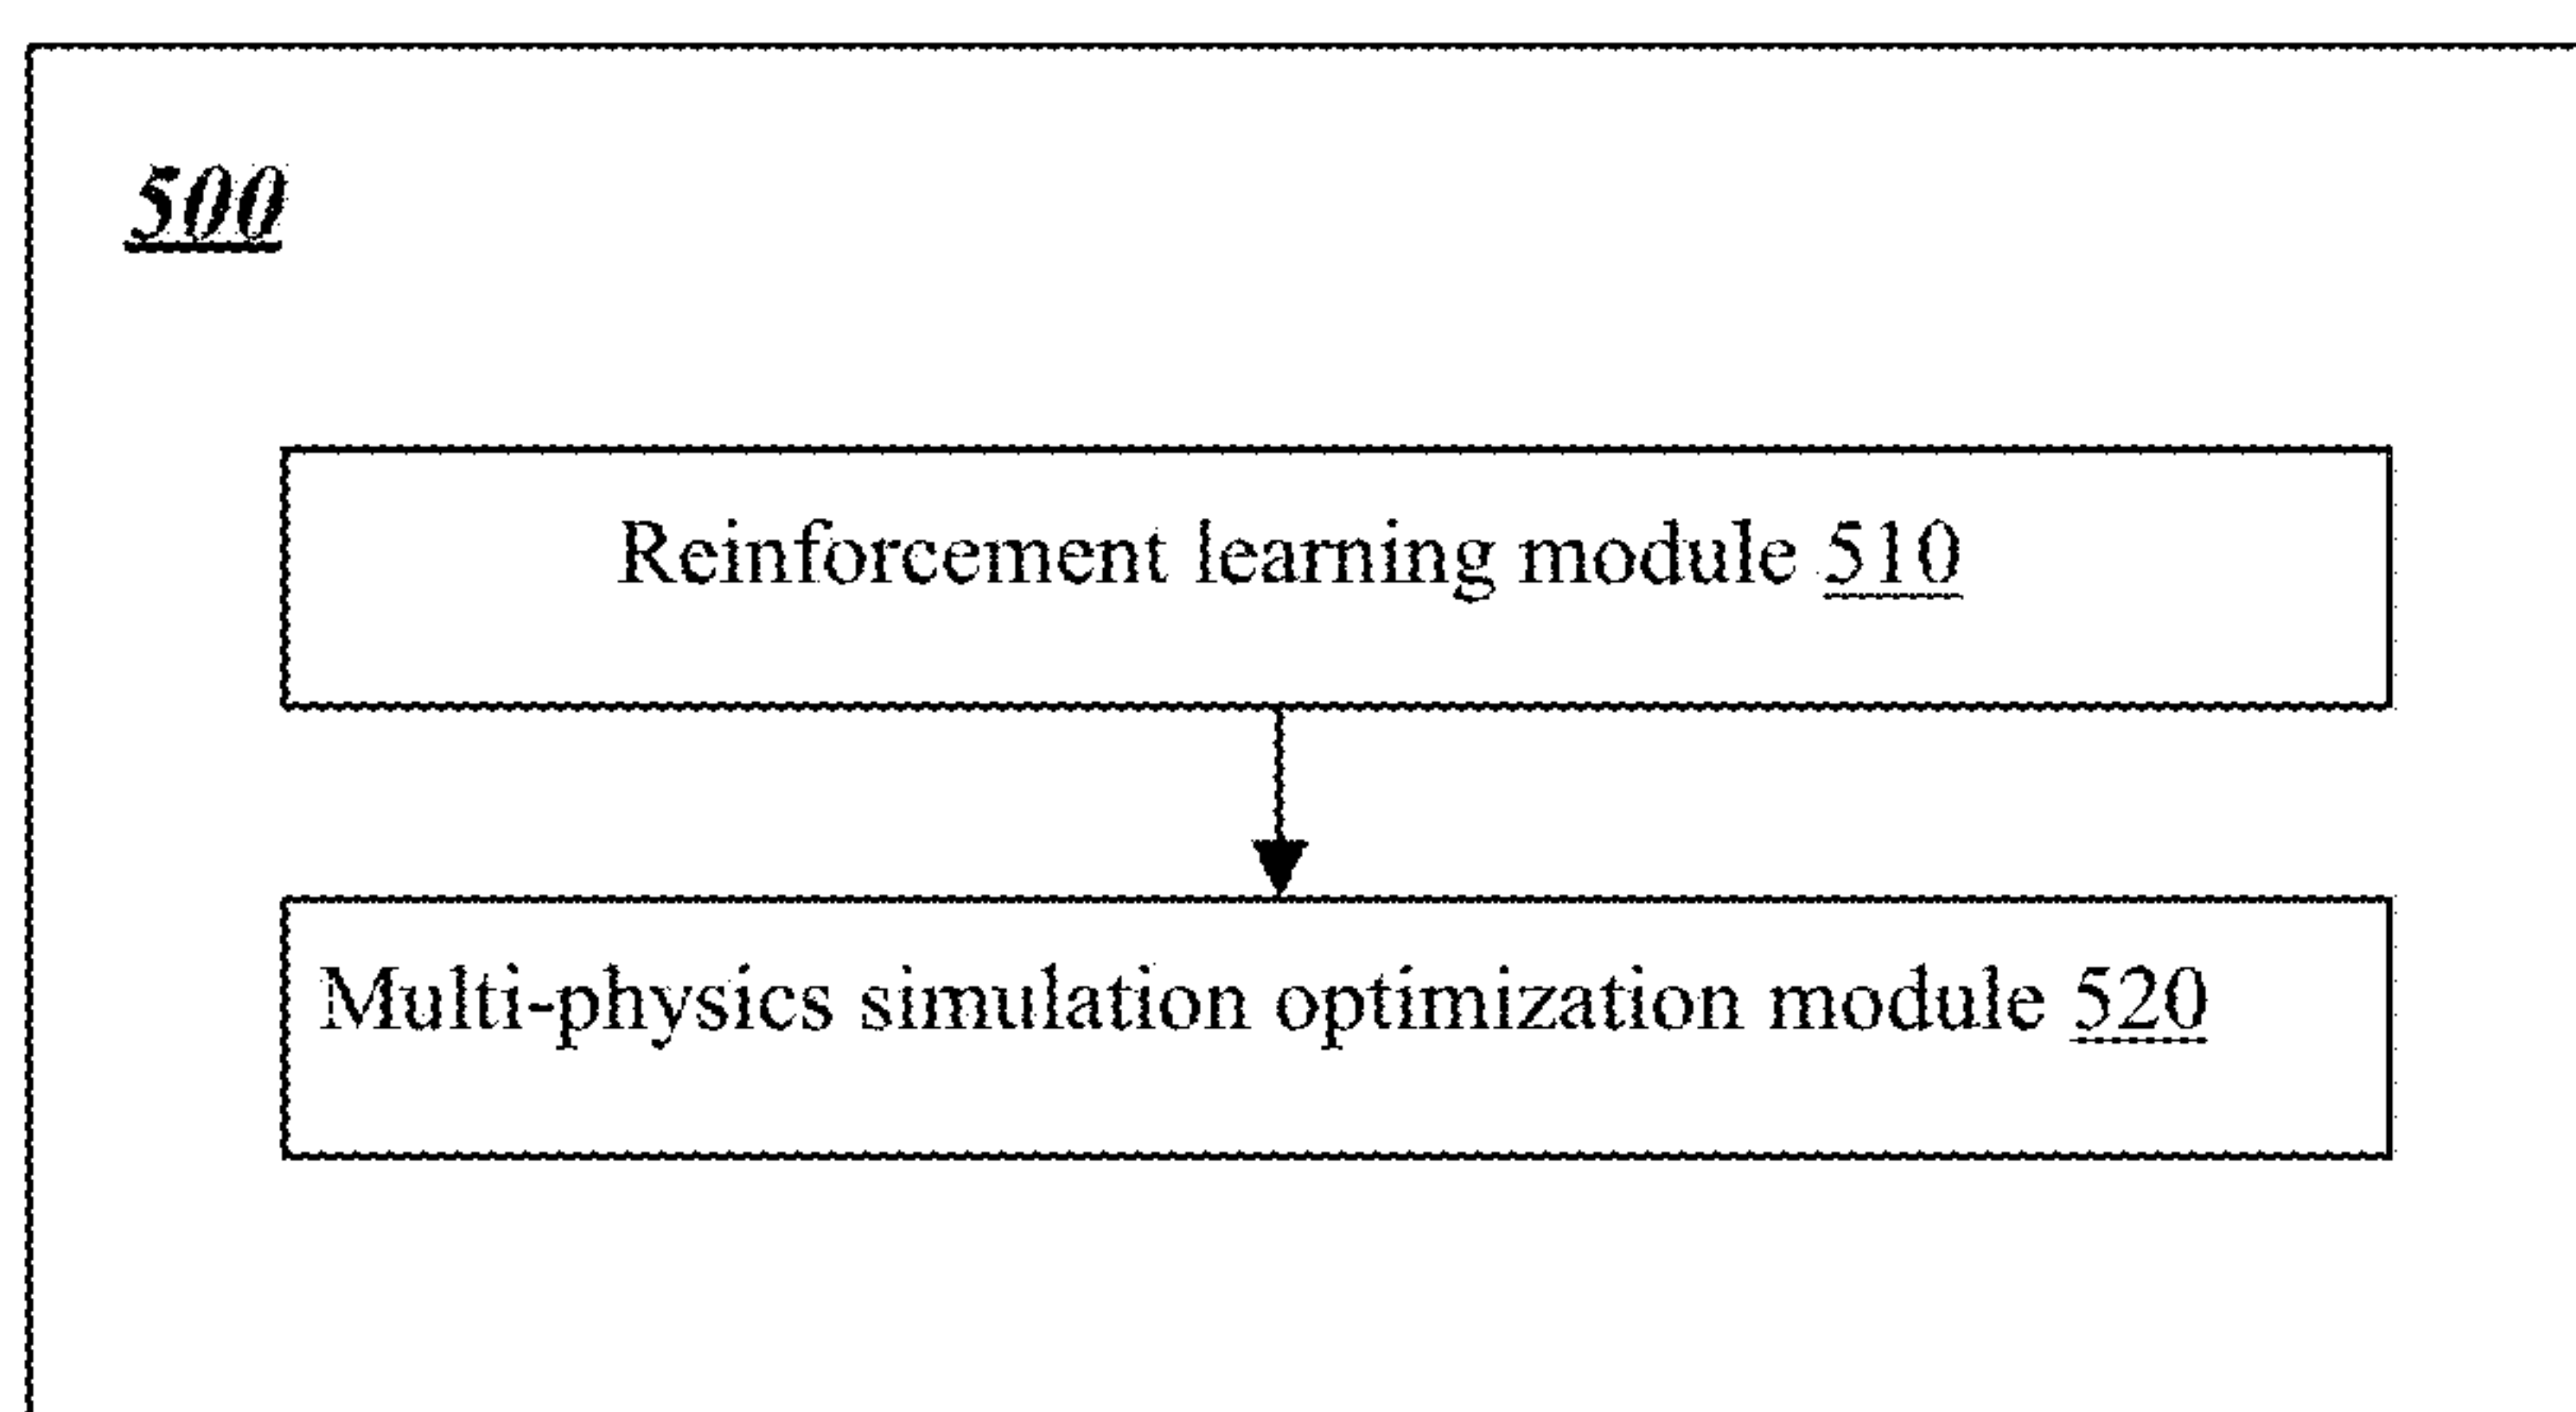 500
Reinforcement learning module 510
Multi-physics simulation optimization module 520